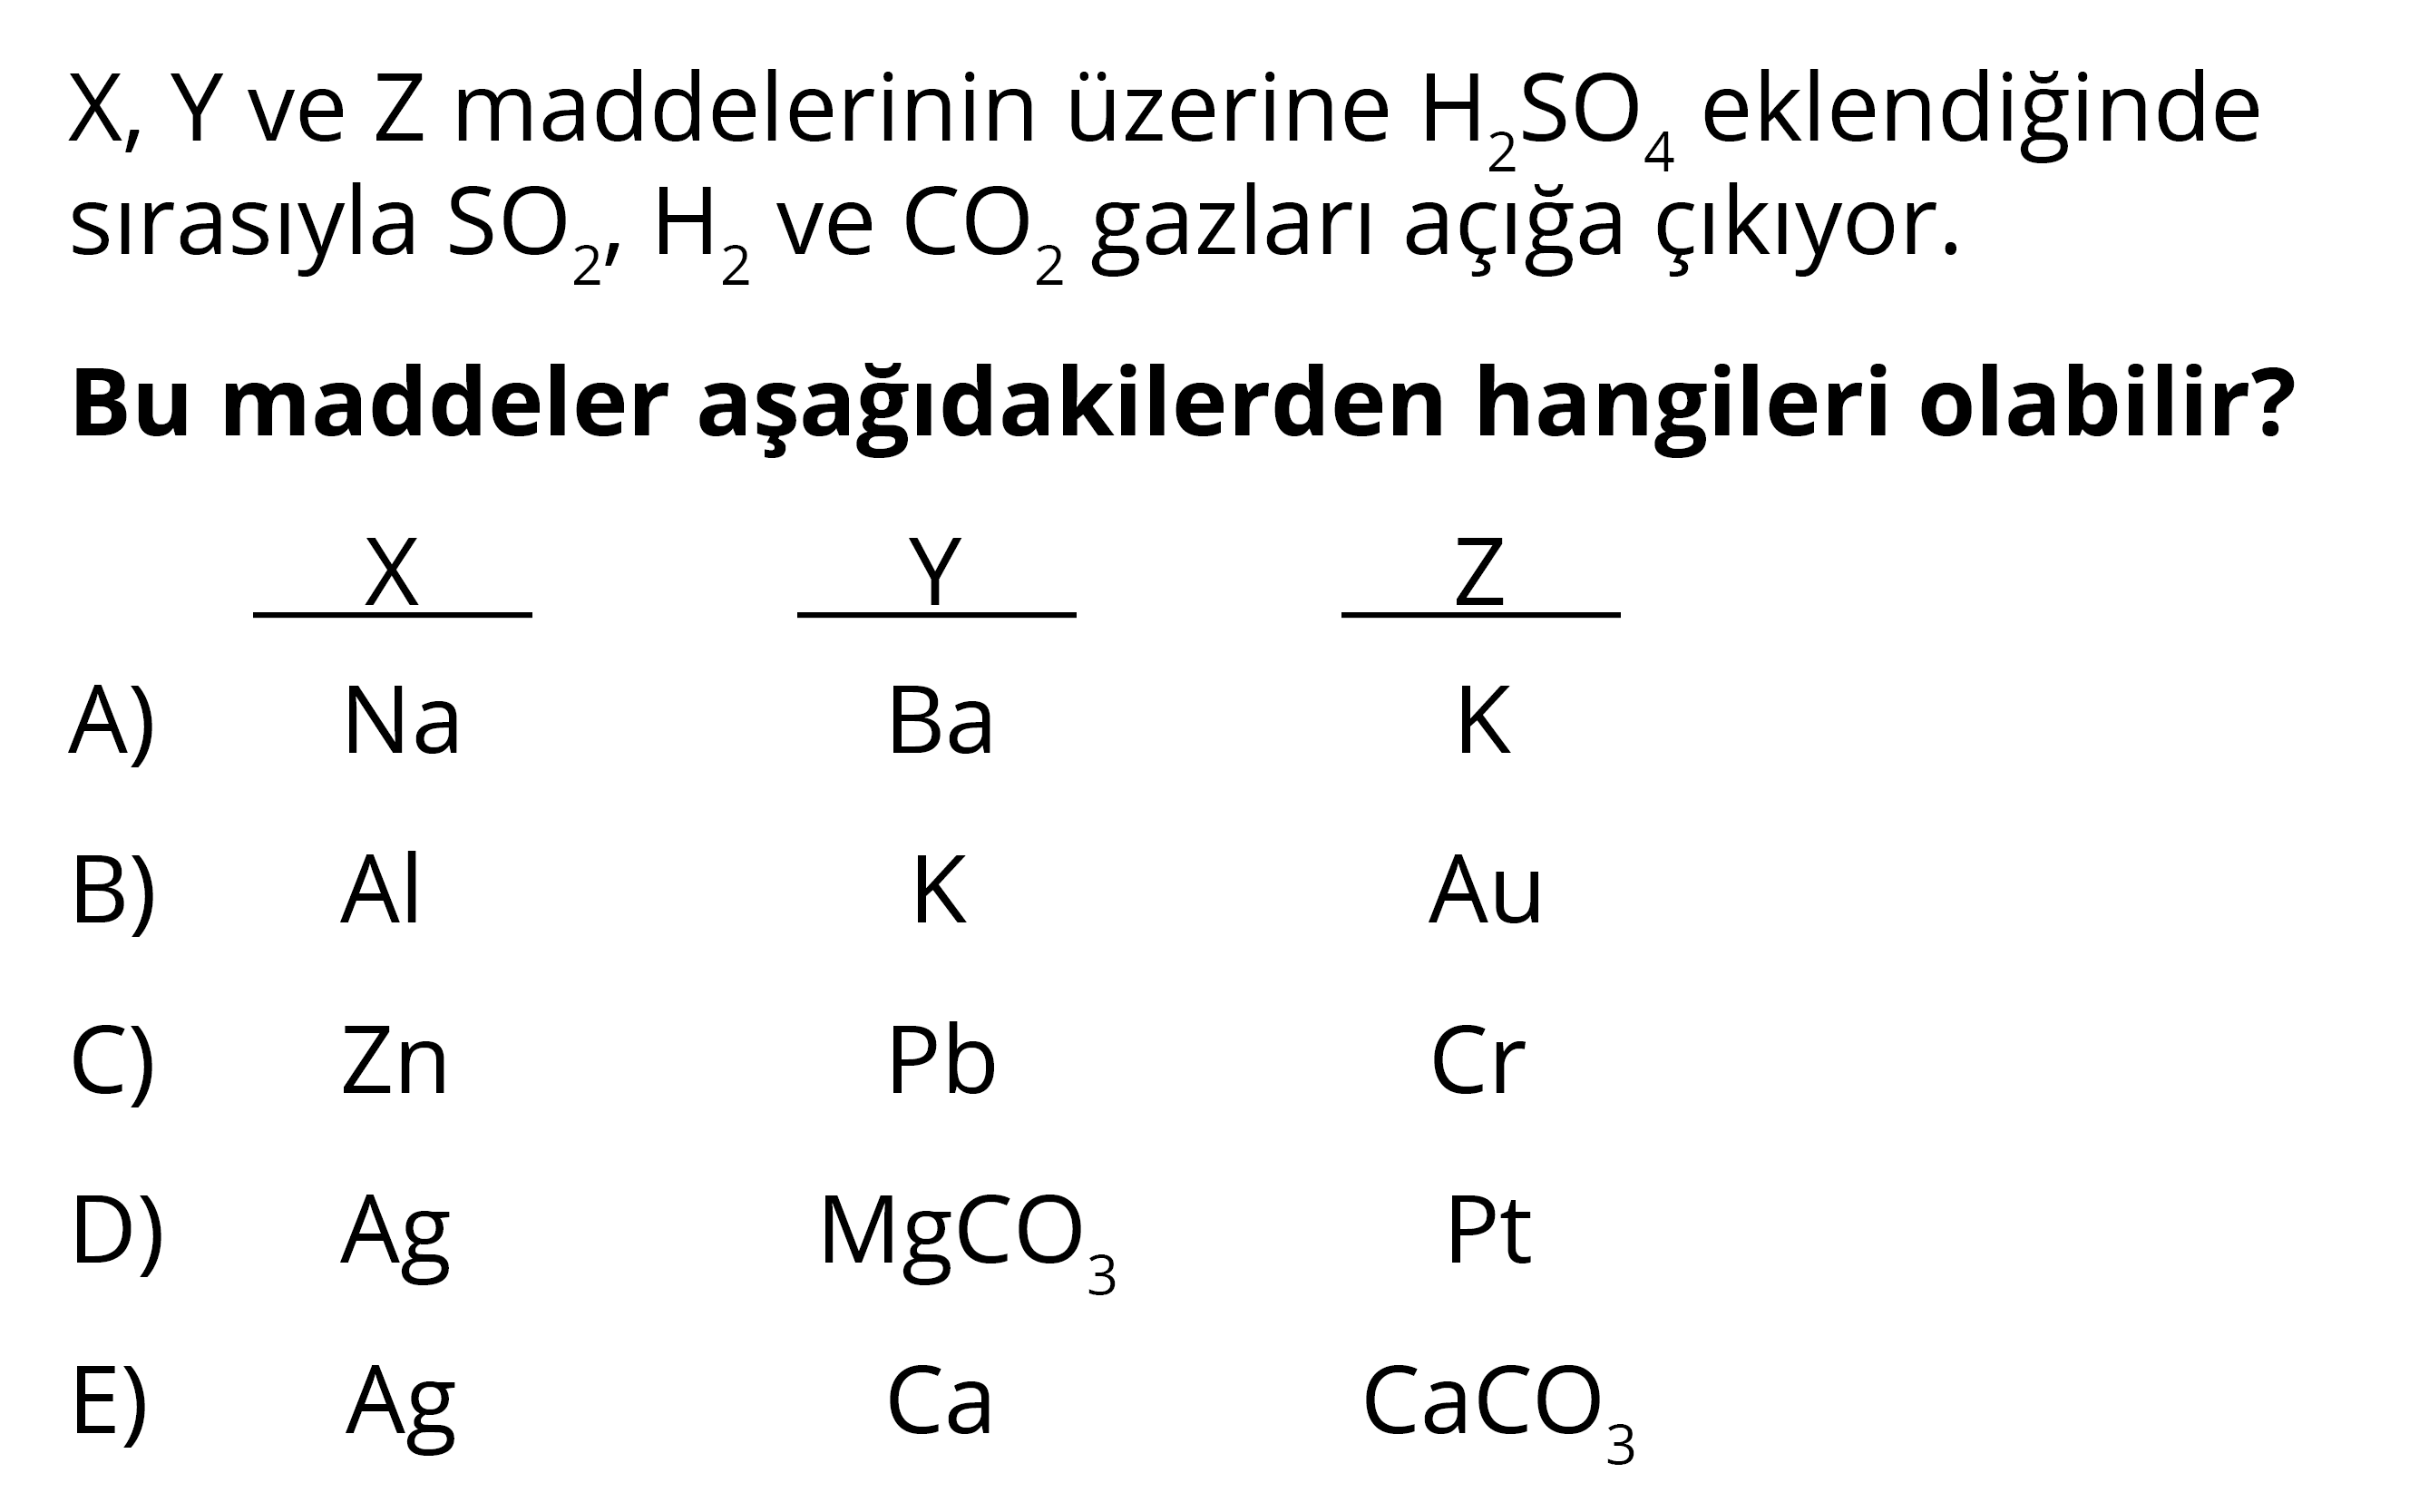 X, Y ve Z maddelerinin üzerine H₂SO₄ eklendiğinde
sırasıyla SO₂, H₂ ve CO₂ gazları açığa çıkıyor.
Bu maddeler aşağıdakilerden hangileri olabilir?
X Y Z
A) Na Ba K
B) Al K Au
C) Zn Pb Cr
D) Ag MgCO₃ Pt
E) Ag Ca CaCO₃